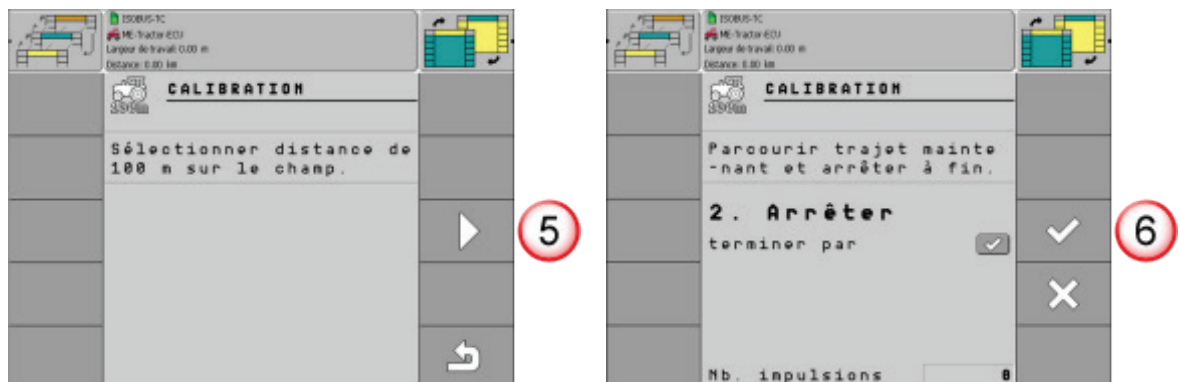 ISOBUS-TC
ME-Tractor-ECU
Largeur de travail: 0.00 m
Distance: 0.00 km
CALIBRATION
Sélectionner distance de
100 m sur le champ.
5
ISOBUS-TC
ME-Tractor-ECU
Largeur de travail: 0.00 m
Distance: 0.00 km
CALIBRATION
Parcourir trajet mainte
-nant et arrêter à fin.
2. Arrêter
terminer par
6
Nb. impulsions 0